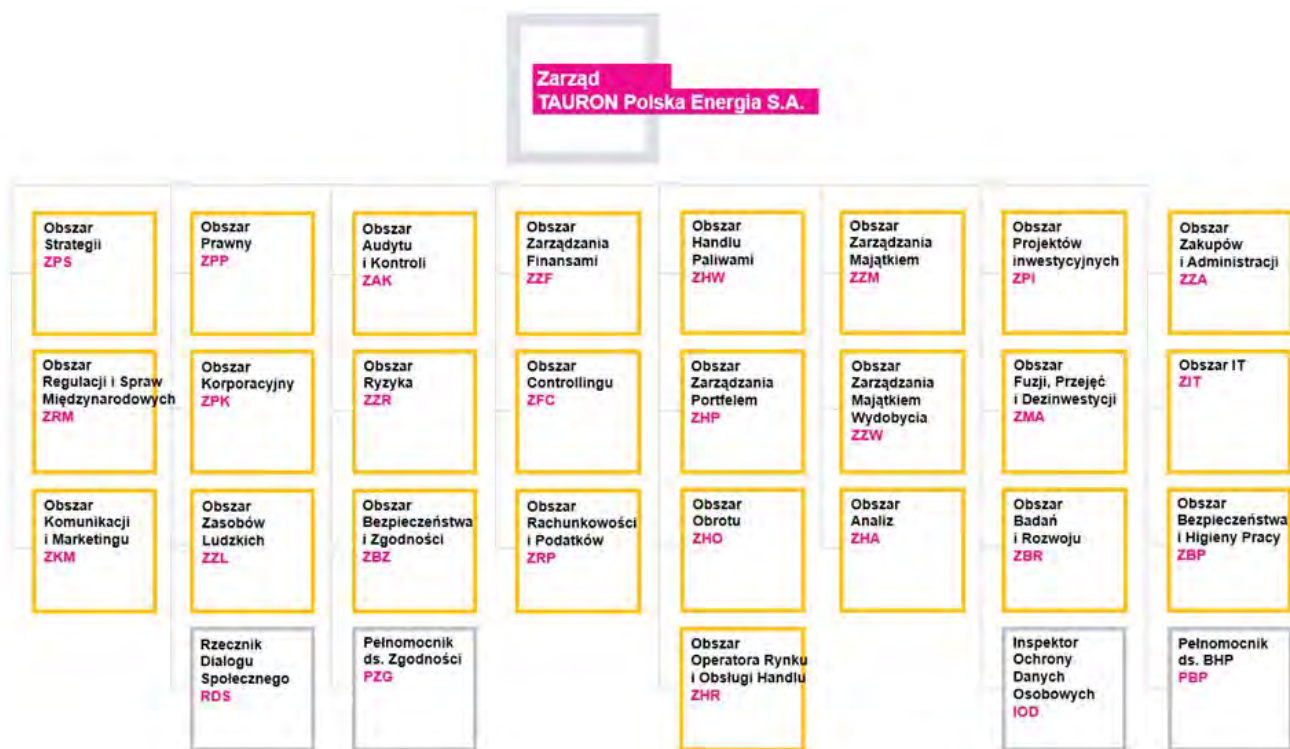 Zarząd
TAURON Polska Energia S.A.
Obszar
Strategii
ZPS
Obszar
Prawny
ZPP
Obszar
Audytu
i Kontroli
ZAK
Obszar
Zarządzania
Finansami
ZZF
Obszar
Handlu
Paliwami
ZHW
Obszar
Zarządzania
Majątkiem
ZZM
Obszar
Projektów
inwestycyjnych
ZPI
Obszar
Zakupów
i Administracji
ZZA
Obszar
Regulacji i Spraw
Międzynarodowych
ZRM
Obszar
Korporacyjny
ZPK
Obszar
Ryzyka
ZZR
Obszar
Controllingu
ZFC
Obszar
Zarządzania
Portfelem
ZHP
Obszar
Zarządzania
Majątkiem
Wydobycia
ZZW
Obszar
Fuzji, Przejęć
i Dezinwestycji
ZMA
Obszar IT
ZIT
Obszar
Komunikacji
i Marketingu
ZKM
Obszar
Zasobów
Ludzkich
ZZL
Obszar
Bezpieczeństwa
i Zgodności
ZBZ
Obszar
Rachunkowości
i Podatków
ZRP
Obszar
Obrotu
ZHO
Obszar
Analiz
ZHA
Obszar
Badań
i Rozwoju
ZBR
Obszar
Bezpieczeństwa
i Higieny Pracy
ZBP
Rzecznik
Dialogu
Społecznego
RDS
Pełnomocnik
ds. Zgodności
PZG
Obszar
Operatora Rynku
i Obsługi Handlu
ZHR
Inspektor
Ochrony
Danych
Osobowych
IOD
Pełnomocnik
ds. BHP
PBP